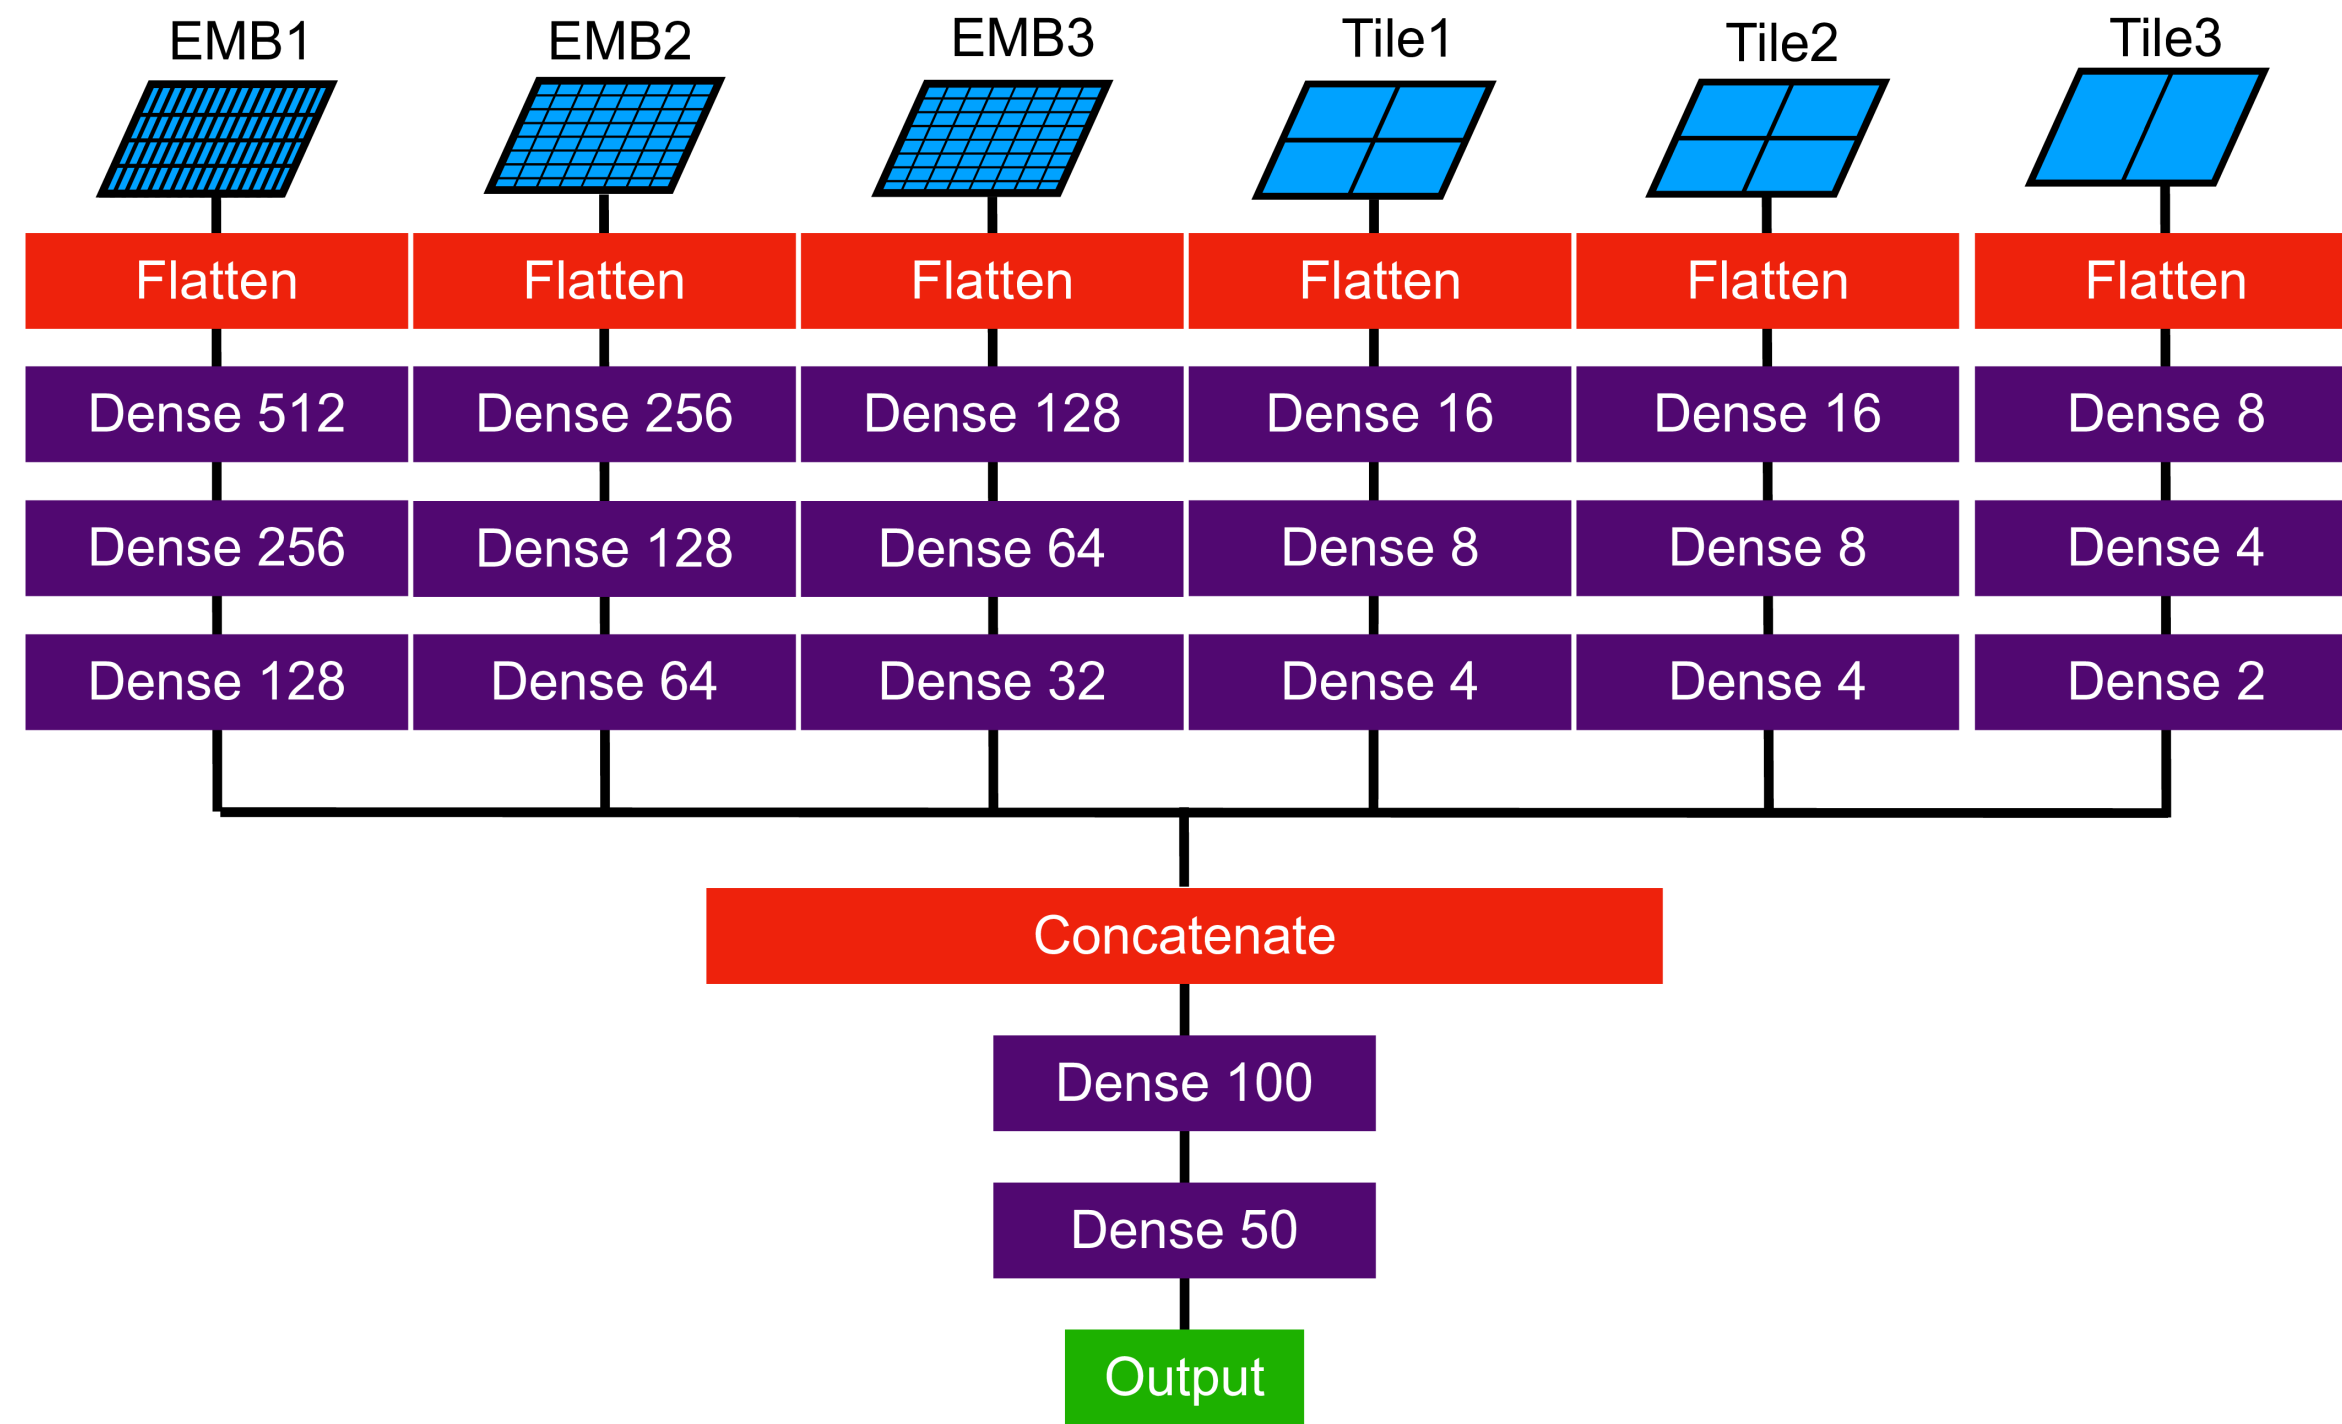 EMB1 EMB2 EMB3 Tile1 Tile2 Tile3
Flatten Flatten Flatten Flatten Flatten Flatten
Dense 512 Dense 256 Dense 128 Dense 16 Dense 16 Dense 8
Dense 256 Dense 128 Dense 64 Dense 8 Dense 8 Dense 4
Dense 128 Dense 64 Dense 32 Dense 4 Dense 4 Dense 2
Concatenate
Dense 100
Dense 50
Output